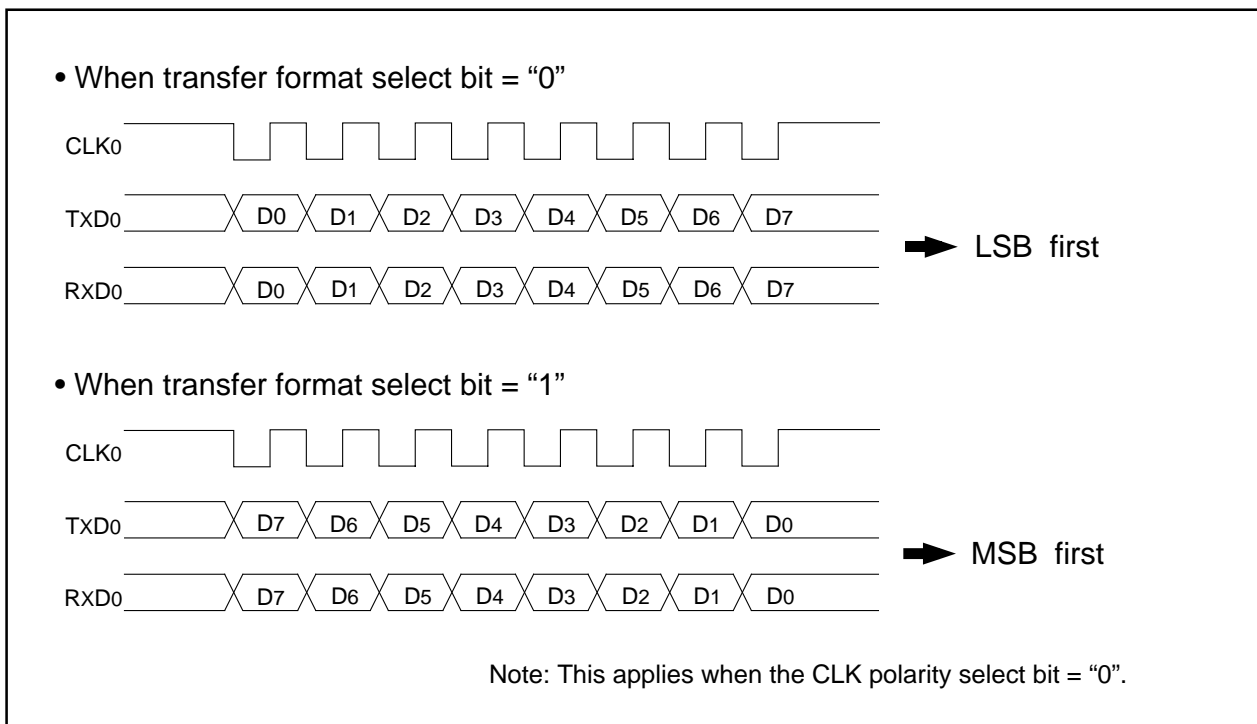 • When transfer format select bit = “0”
CLK0
TXD0 D0 D1 D2 D3 D4 D5 D6 D7
RXD0 D0 D1 D2 D3 D4 D5 D6 D7
LSB first
• When transfer format select bit = “1”
CLK0
TXD0 D7 D6 D5 D4 D3 D2 D1 D0
RXD0 D7 D6 D5 D4 D3 D2 D1 D0
MSB first
Note: This applies when the CLK polarity select bit = “0”.